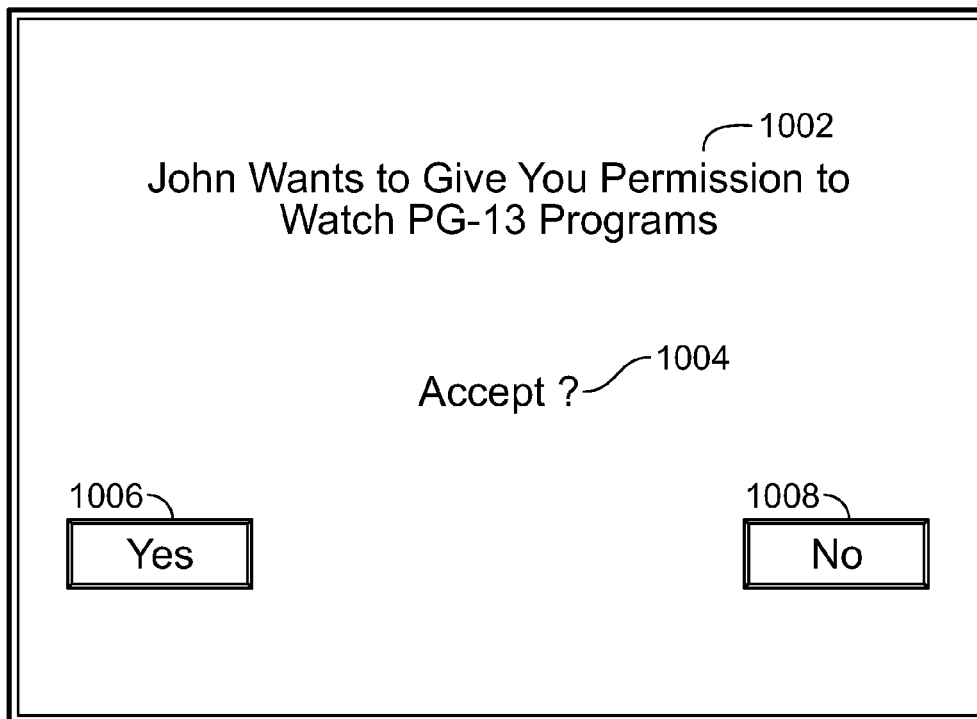 1002
John Wants to Give You Permission to
Watch PG-13 Programs
1004
Accept ?
1006
1008
Yes
No